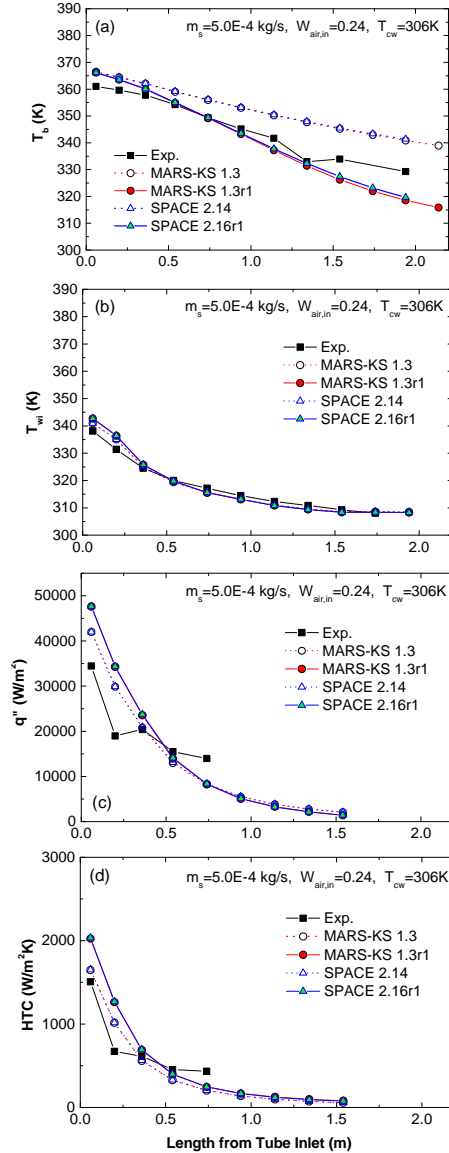 390
(a)
m_s=5.0E-4 kg/s, W_air,in=0.24, T_cw=306K
380
370
360
350
340
330
320
310
300
T_b (K)
Exp.
MARS-KS 1.3
MARS-KS 1.3r1
SPACE 2.14
SPACE 2.16r1
0.0 0.5 1.0 1.5 2.0
390
(b)
m_s=5.0E-4 kg/s, W_air,in=0.24, T_cw=306K
380
370
360
350
340
330
320
310
300
T_wi (K)
Exp.
MARS-KS 1.3
MARS-KS 1.3r1
SPACE 2.14
SPACE 2.16r1
0.0 0.5 1.0 1.5 2.0
m_s=5.0E-4 kg/s, W_air,in=0.24, T_cw=306K
50000
40000
30000
20000
10000
0
q" (W/m²)
Exp.
MARS-KS 1.3
MARS-KS 1.3r1
SPACE 2.14
SPACE 2.16r1
(c)
0.0 0.5 1.0 1.5 2.0
3000
(d)
m_s=5.0E-4 kg/s, W_air,in=0.24, T_cw=306K
2000
1000
0
HTC (W/m²K)
Exp.
MARS-KS 1.3
MARS-KS 1.3r1
SPACE 2.14
SPACE 2.16r1
0.0 0.5 1.0 1.5 2.0
Length from Tube Inlet (m)